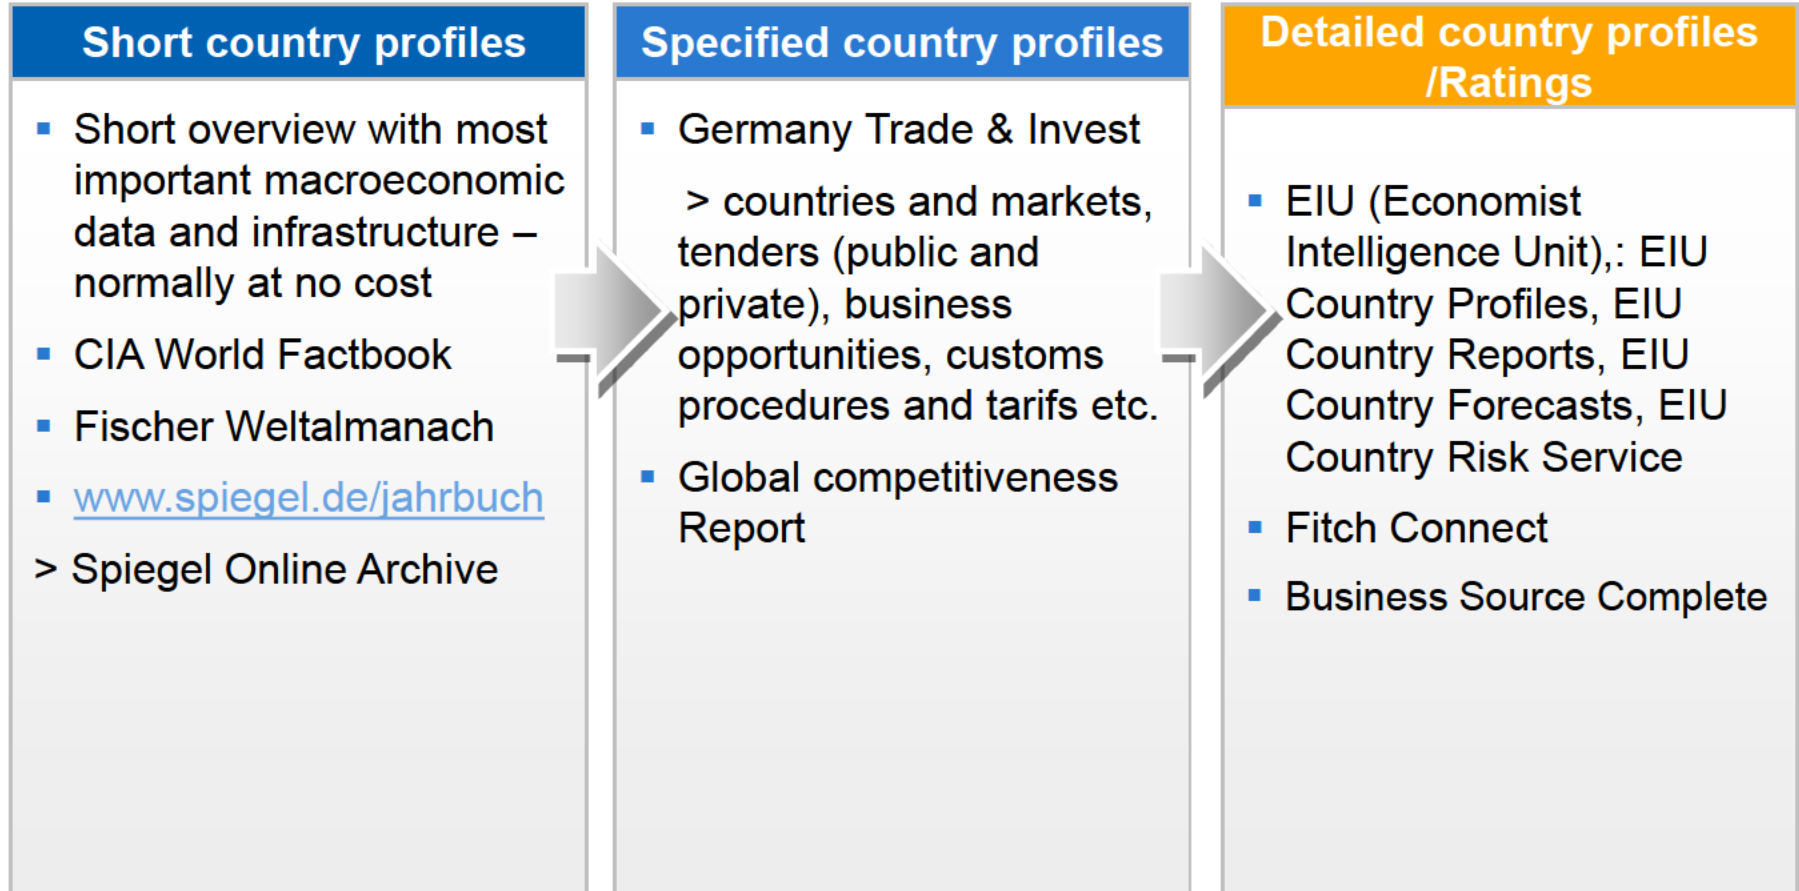 Short country profiles
▪ Short overview with most
important macroeconomic
data and infrastructure –
normally at no cost
▪ CIA World Factbook
▪ Fischer Weltalmanach
▪ www.spiegel.de/jahrbuch
> Spiegel Online Archive
Specified country profiles
▪ Germany Trade & Invest
> countries and markets,
tenders (public and
private), business
opportunities, customs
procedures and tarifs etc.
▪ Global competitiveness
Report
Detailed country profiles
/Ratings
▪ EIU (Economist
Intelligence Unit),: EIU
Country Profiles, EIU
Country Reports, EIU
Country Forecasts, EIU
Country Risk Service
▪ Fitch Connect
▪ Business Source Complete